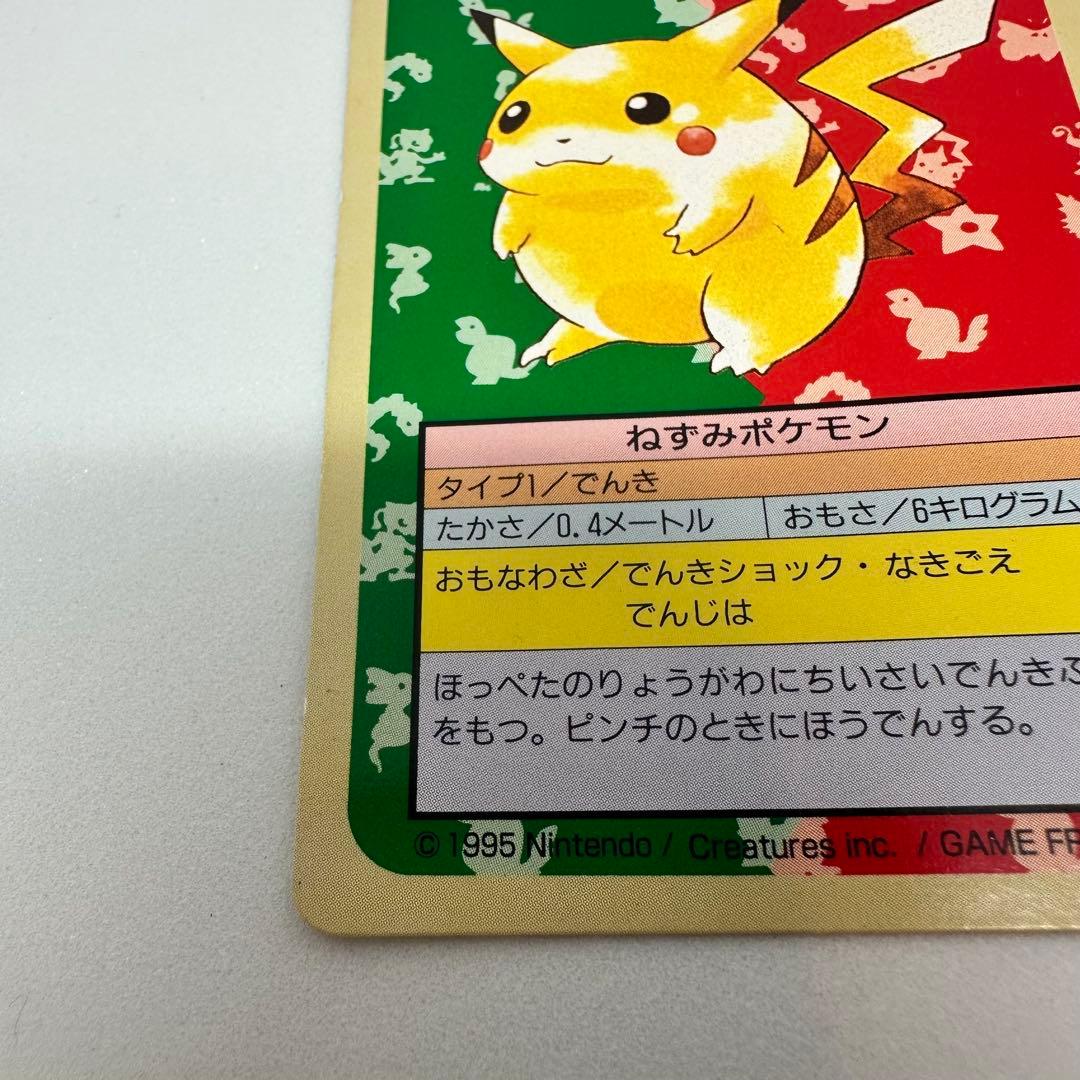 ねずみポケモン
タイプ1／でんき
たかさ／0.4メートル
おもさ／6キログラム
おもなわざ／でんきショック・なきごえ
でんじは
ほっぺたのりょうがわにちいさいでんき
をもつ。ピンチのときにほうでんする。
© 1995 Nintendo / Creatures inc. / GAME